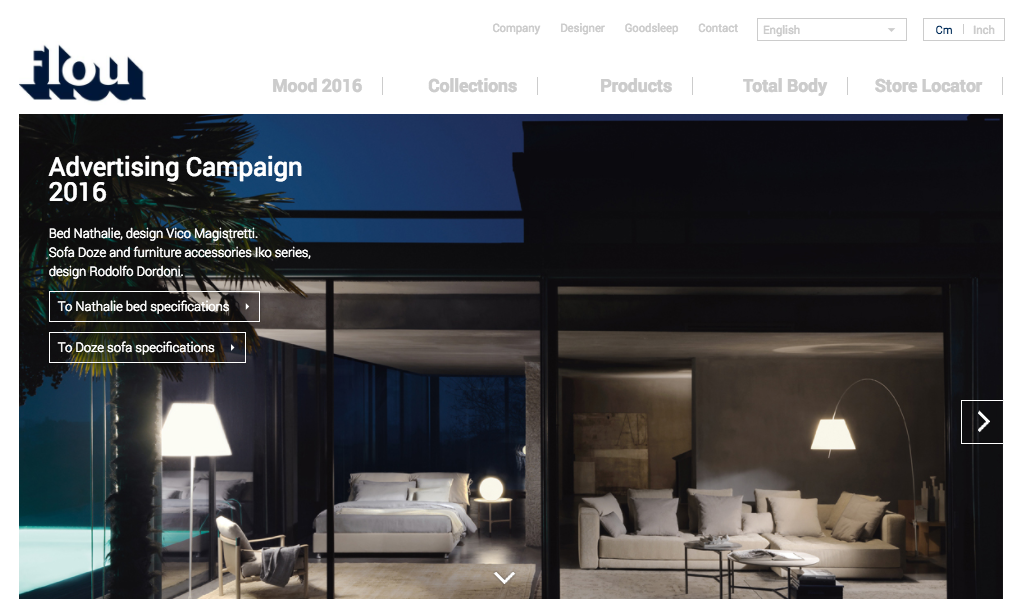 Company Designer Goodsleep Contact English Cm Inch
flou
Mood 2016 Collections Products Total Body Store Locator
Advertising Campaign
2016
Bed Nathalie, design Vico Magistretti.
Sofa Doze and furniture accessories Iko series,
design Rodolfo Dordoni.
To Nathalie bed specifications
To Doze sofa specifications